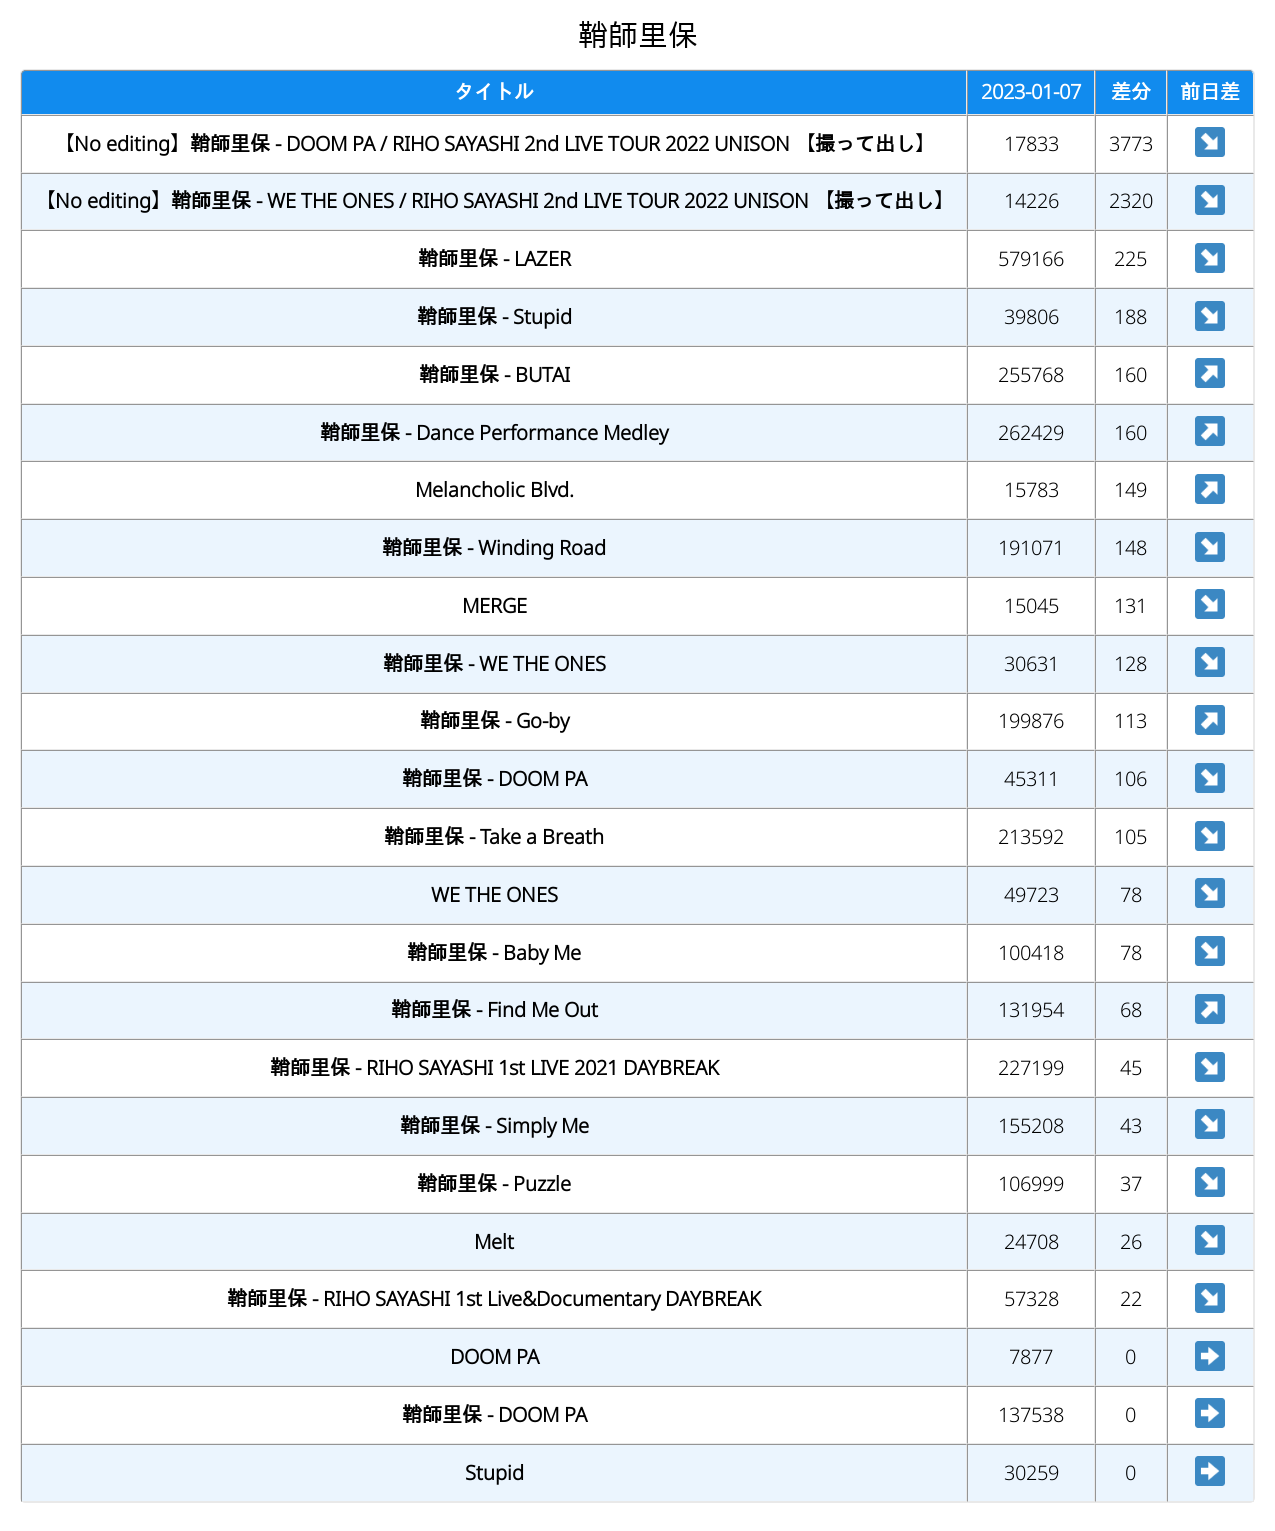 鞘師里保
タイトル 2023-01-07 差分 前日差
【No editing】鞘師里保 - DOOM PA / RIHO SAYASHI 2nd LIVE TOUR 2022 UNISON 【撮って出し】 17833 3773 ↘
【No editing】鞘師里保 - WE THE ONES / RIHO SAYASHI 2nd LIVE TOUR 2022 UNISON 【撮って出し】 14226 2320 ↘
鞘師里保 - LAZER 579166 225 ↘
鞘師里保 - Stupid 39806 188 ↘
鞘師里保 - BUTAI 255768 160 ↗
鞘師里保 - Dance Performance Medley 262429 160 ↗
Melancholic Blvd. 15783 149 ↗
鞘師里保 - Winding Road 191071 148 ↘
MERGE 15045 131 ↘
鞘師里保 - WE THE ONES 30631 128 ↘
鞘師里保 - Go-by 199876 113 ↗
鞘師里保 - DOOM PA 45311 106 ↘
鞘師里保 - Take a Breath 213592 105 ↘
WE THE ONES 49723 78 ↘
鞘師里保 - Baby Me 100418 78 ↘
鞘師里保 - Find Me Out 131954 68 ↗
鞘師里保 - RIHO SAYASHI 1st LIVE 2021 DAYBREAK 227199 45 ↘
鞘師里保 - Simply Me 155208 43 ↘
鞘師里保 - Puzzle 106999 37 ↘
Melt 24708 26 ↘
鞘師里保 - RIHO SAYASHI 1st Live&Documentary DAYBREAK 57328 22 ↘
DOOM PA 7877 0 ➡
鞘師里保 - DOOM PA 137538 0 ➡
Stupid 30259 0 ➡